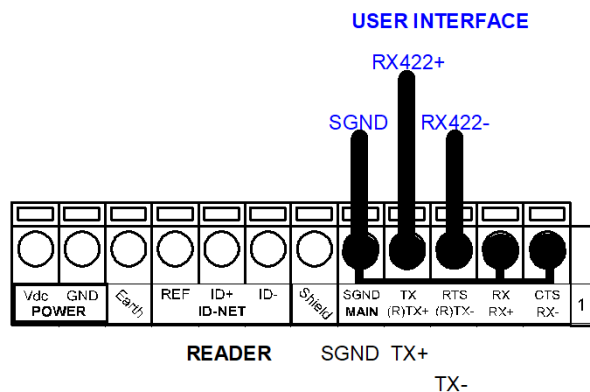 USER INTERFACE
RX422+
SGND RX422-
Vdc GND Earth REF ID+ ID- Shield SGND TX RTS RX CTS 1
POWER ID-NET MAIN (R)TX+ (R)TX- RX+ RX-
READER SGND TX+
TX-